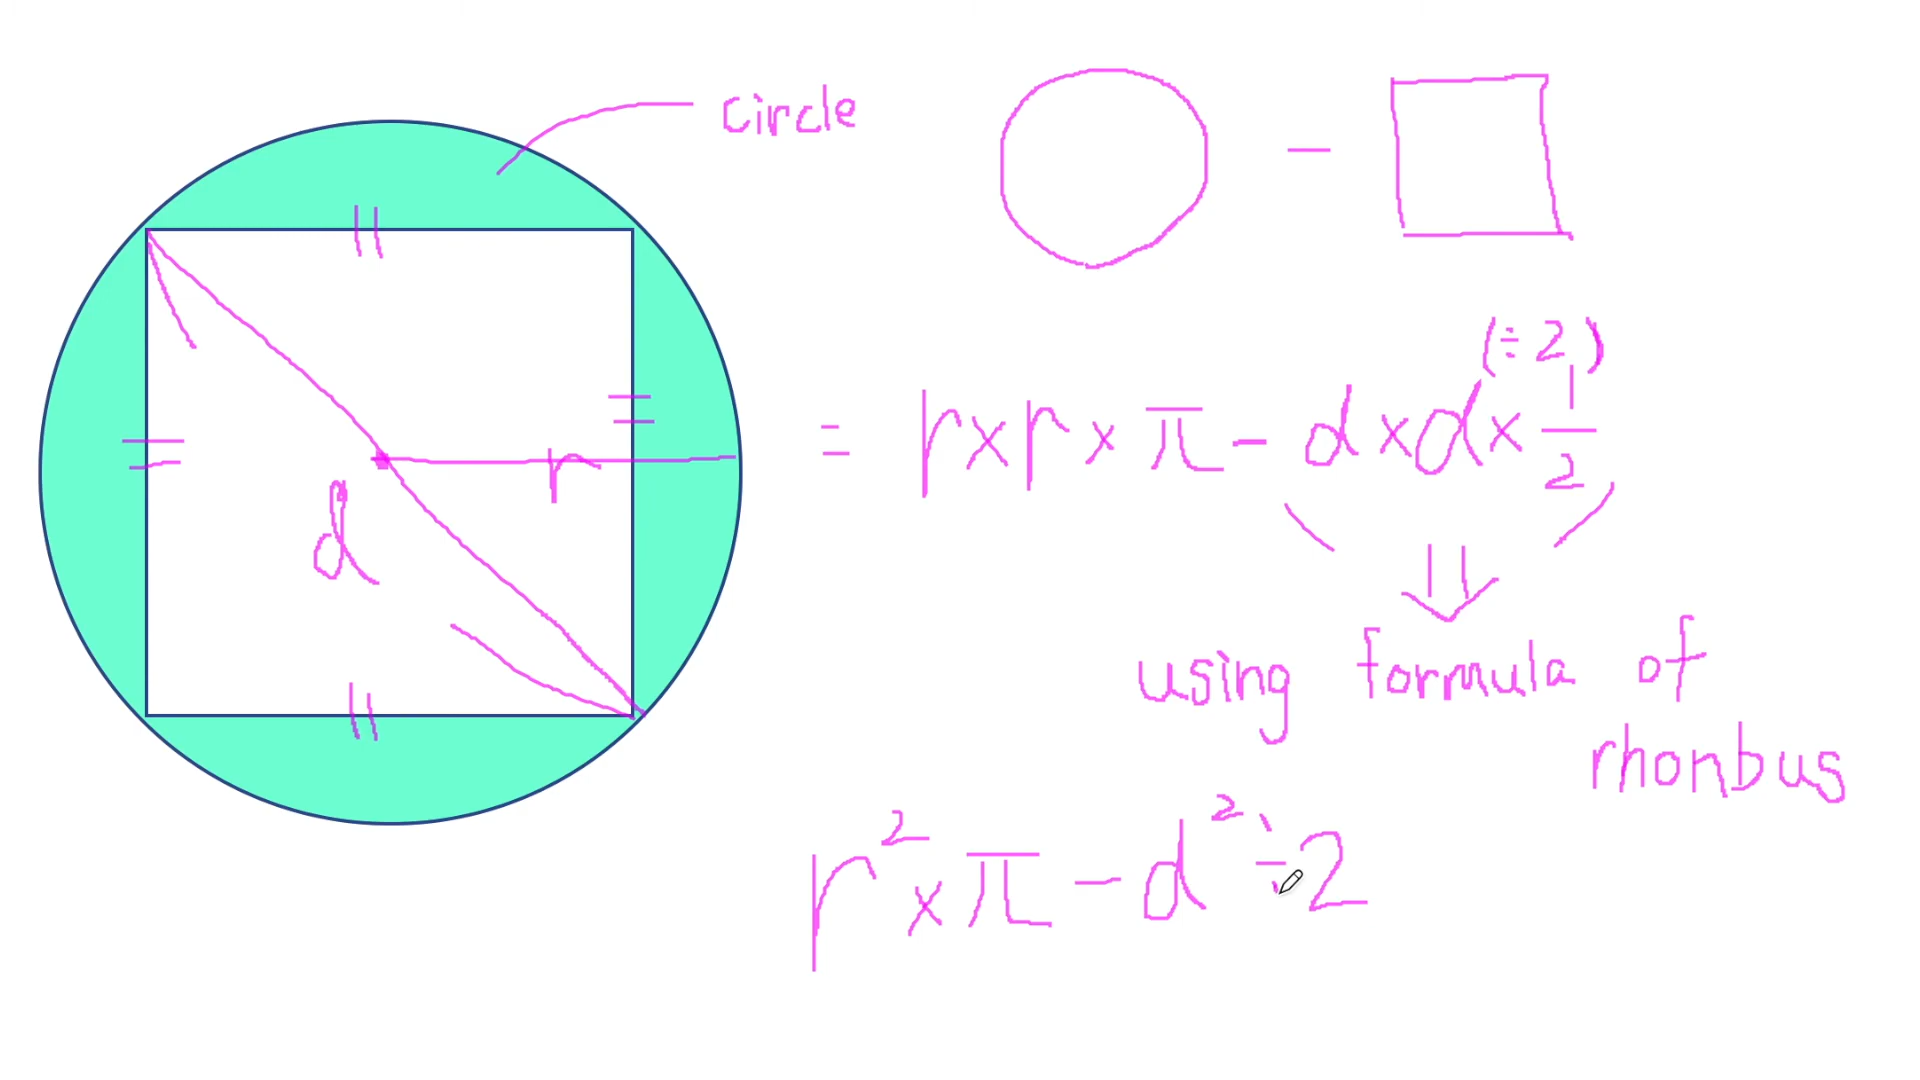 circle
−
(÷2)
= r×r×π−d×d×1/2
r
d
using formula of
rhonbus
r²×π−d²÷2